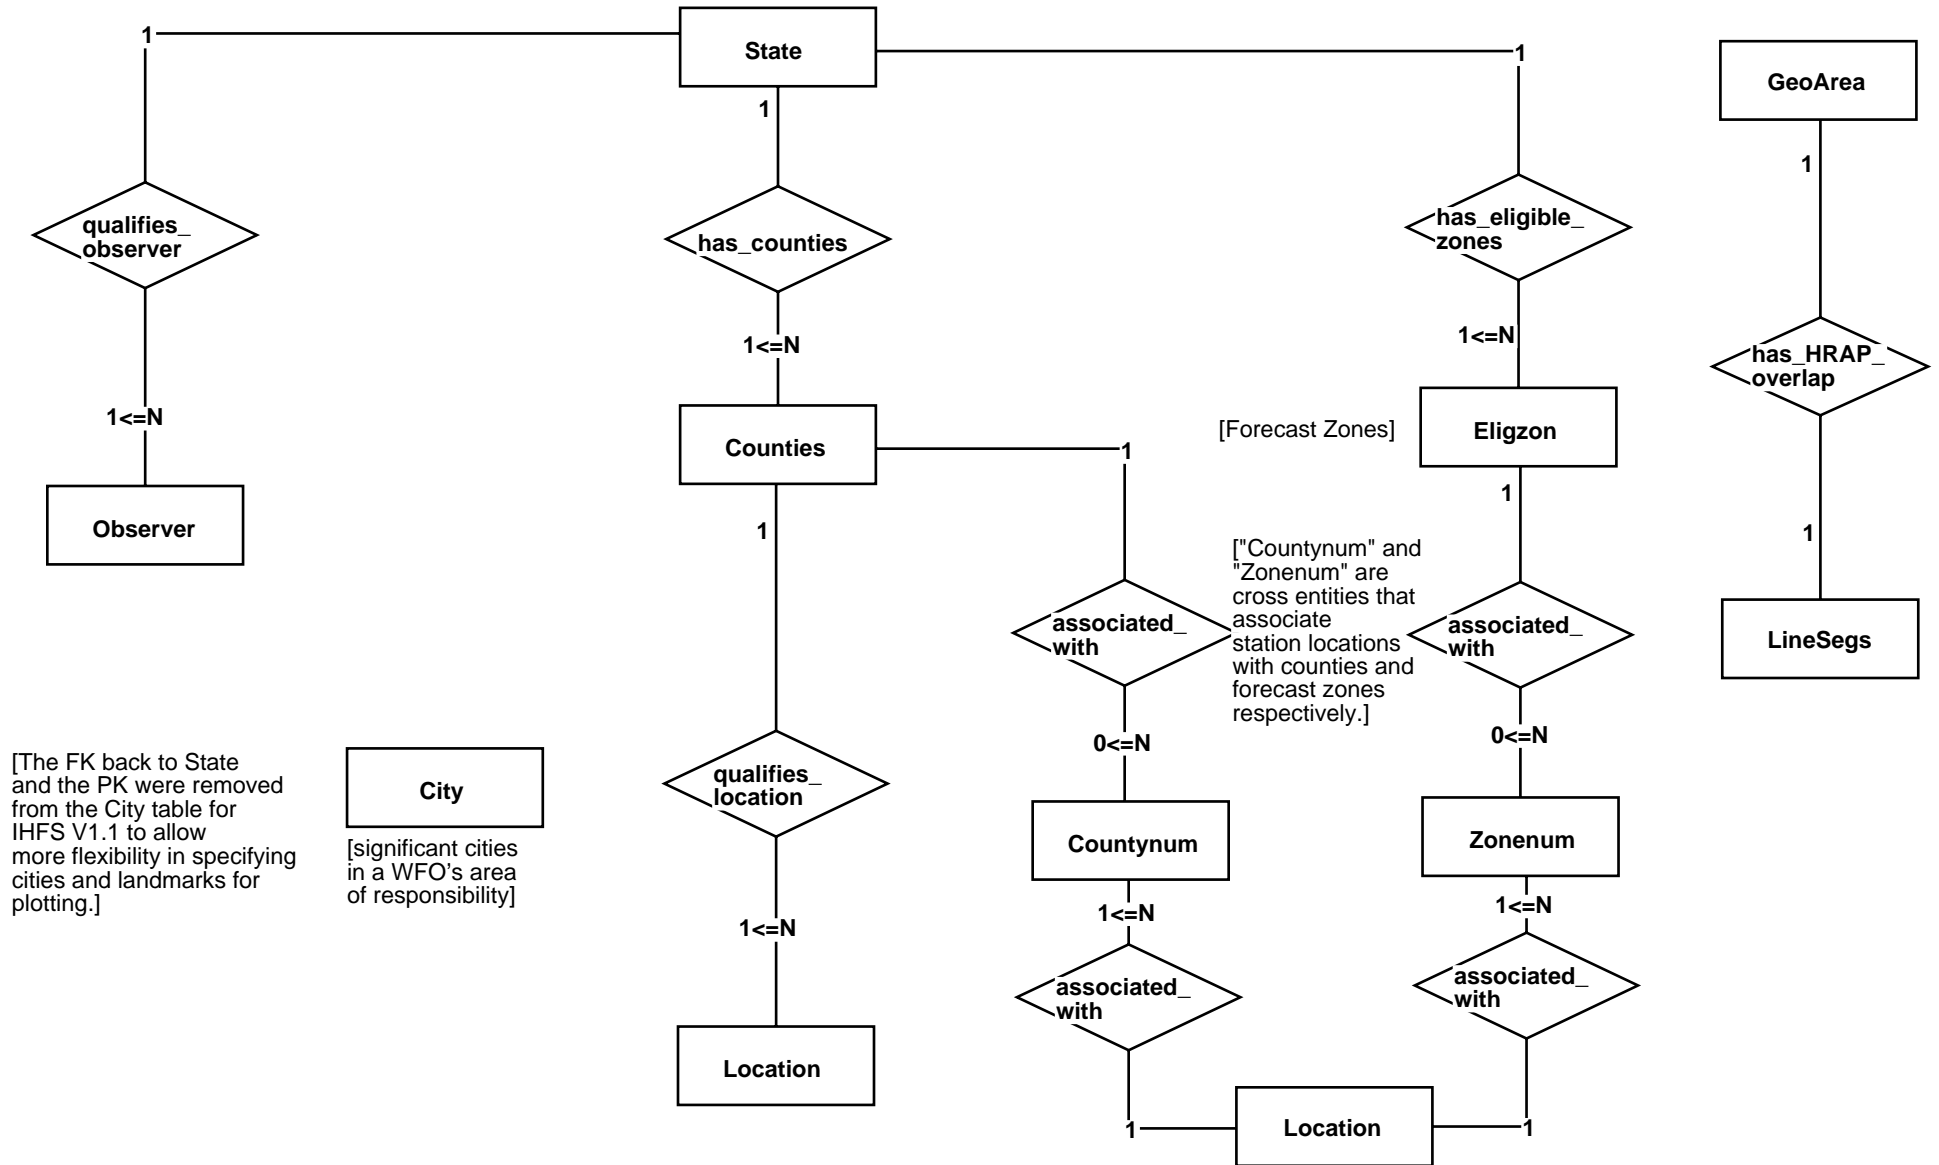 State
1
1
1
GeoArea
1
qualifies_
observer
has_counties
has_eligible_
zones
1<=N
1<=N
1<=N
has_HRAP_
overlap
1
LineSegs
Observer
Counties
1
1
[Forecast Zones]
Eligzon
1
["Countynum" and
"Zonenum" are
cross entities that
associate
station locations
with counties and
forecast zones
respectively.]
associated_
with
associated_
with
0<=N
0<=N
[The FK back to State
and the PK were removed
from the City table for
IHFS V1.1 to allow
more flexibility in specifying
cities and landmarks for
plotting.]
City
[significant cities
in a WFO's area
of responsibility]
qualifies_
location
1<=N
Location
Countynum
Zonenum
1<=N
1<=N
associated_
with
associated_
with
1
Location
1